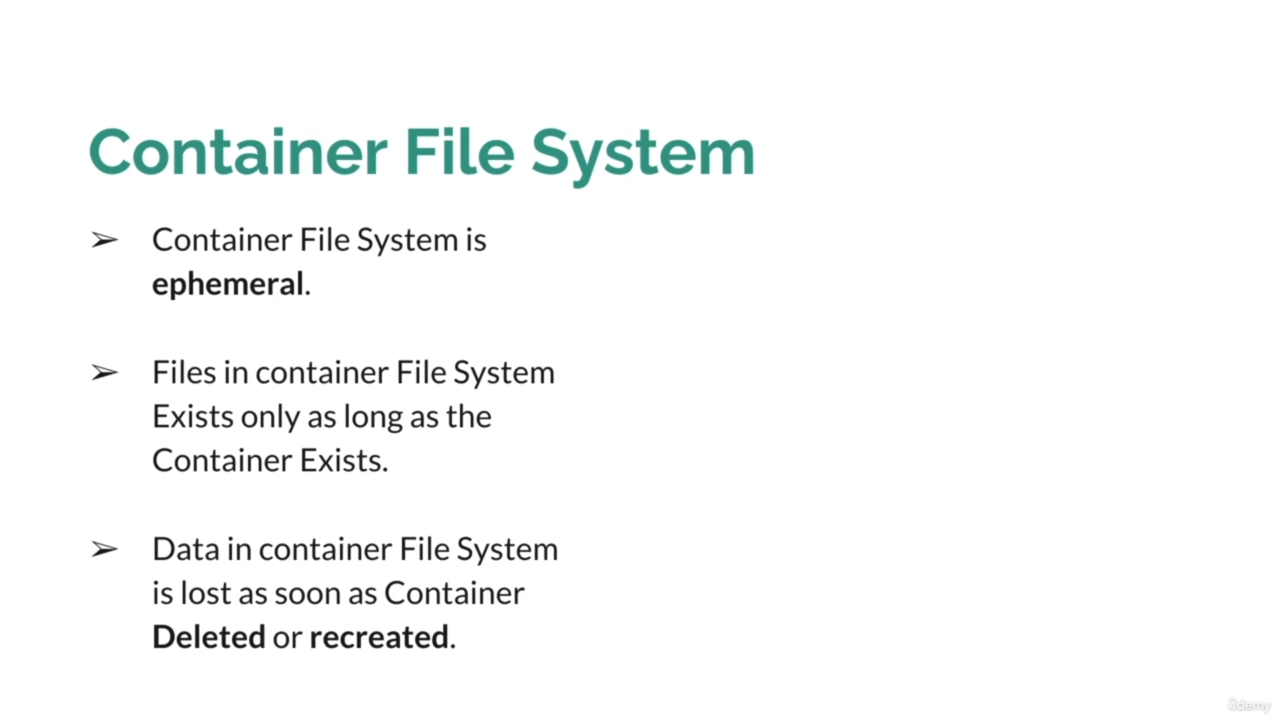 Container File System
➢ Container File System is
ephemeral.
➢ Files in container File System
Exists only as long as the
Container Exists.
➢ Data in container File System
is lost as soon as Container
Deleted or recreated.
ûdemy